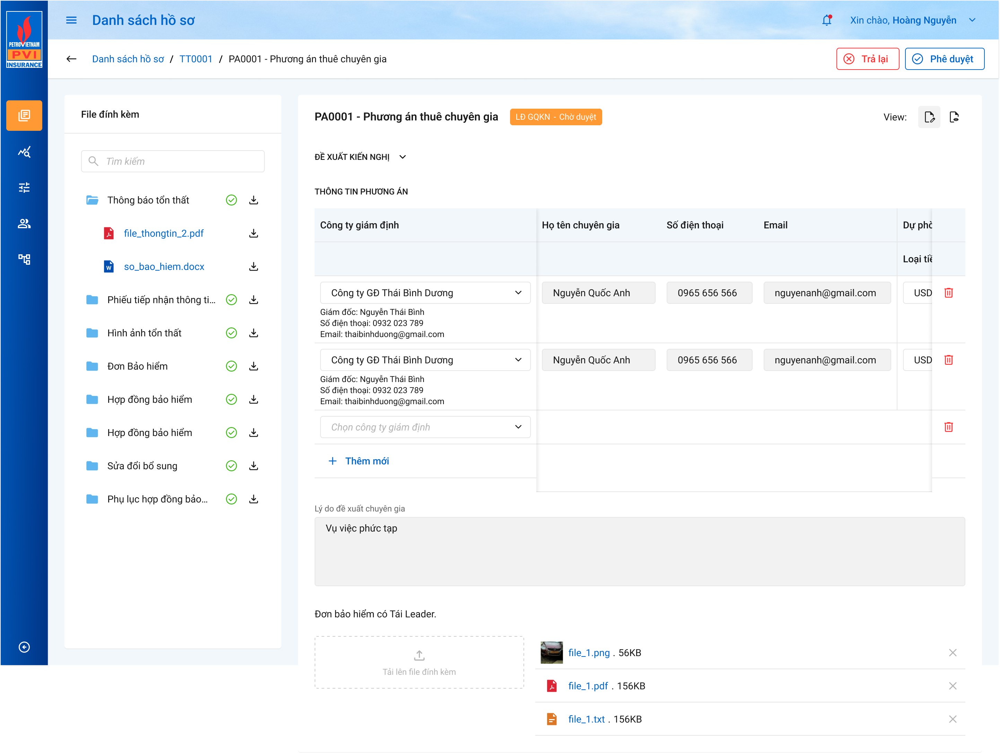 PETROVIETNAM
PVI
INSURANCE
Danh sách hồ sơ
Xin chào, Hoàng Nguyễn
Danh sách hồ sơ / TT0001 / PA0001 - Phương án thuê chuyên gia
Trả lại
Phê duyệt
File đính kèm
Tìm kiếm
Thông báo tổn thất
file_thongtin_2.pdf
so_bao_hiem.docx
Phiếu tiếp nhận thông ti...
Hình ảnh tổn thất
Đơn Bảo hiểm
Hợp đồng bảo hiểm
Hợp đồng bảo hiểm
Sửa đổi bổ sung
Phụ lục hợp đồng bảo...
PA0001 - Phương án thuê chuyên gia
LĐ GQKN - Chờ duyệt
View:
ĐỀ XUẤT KIẾN NGHỊ
THÔNG TIN PHƯƠNG ÁN
Công ty giám định Họ tên chuyên gia Số điện thoại Email Dự phò
Loại tiề
Công ty GĐ Thái Bình Dương Nguyễn Quốc Anh 0965 656 566 nguyenanh@gmail.com USD
Giám đốc: Nguyễn Thái Bình
Số điện thoại: 0932 023 789
Email: thaibinhduong@gmail.com
Công ty GĐ Thái Bình Dương Nguyễn Quốc Anh 0965 656 566 nguyenanh@gmail.com USD
Giám đốc: Nguyễn Thái Bình
Số điện thoại: 0932 023 789
Email: thaibinhduong@gmail.com
Chọn công ty giám định
Thêm mới
Lý do đề xuất chuyên gia
Vụ việc phức tạp
Đơn bảo hiểm có Tái Leader.
Tải lên file đính kèm
file_1.png . 56KB
file_1.pdf . 156KB
file_1.txt . 156KB